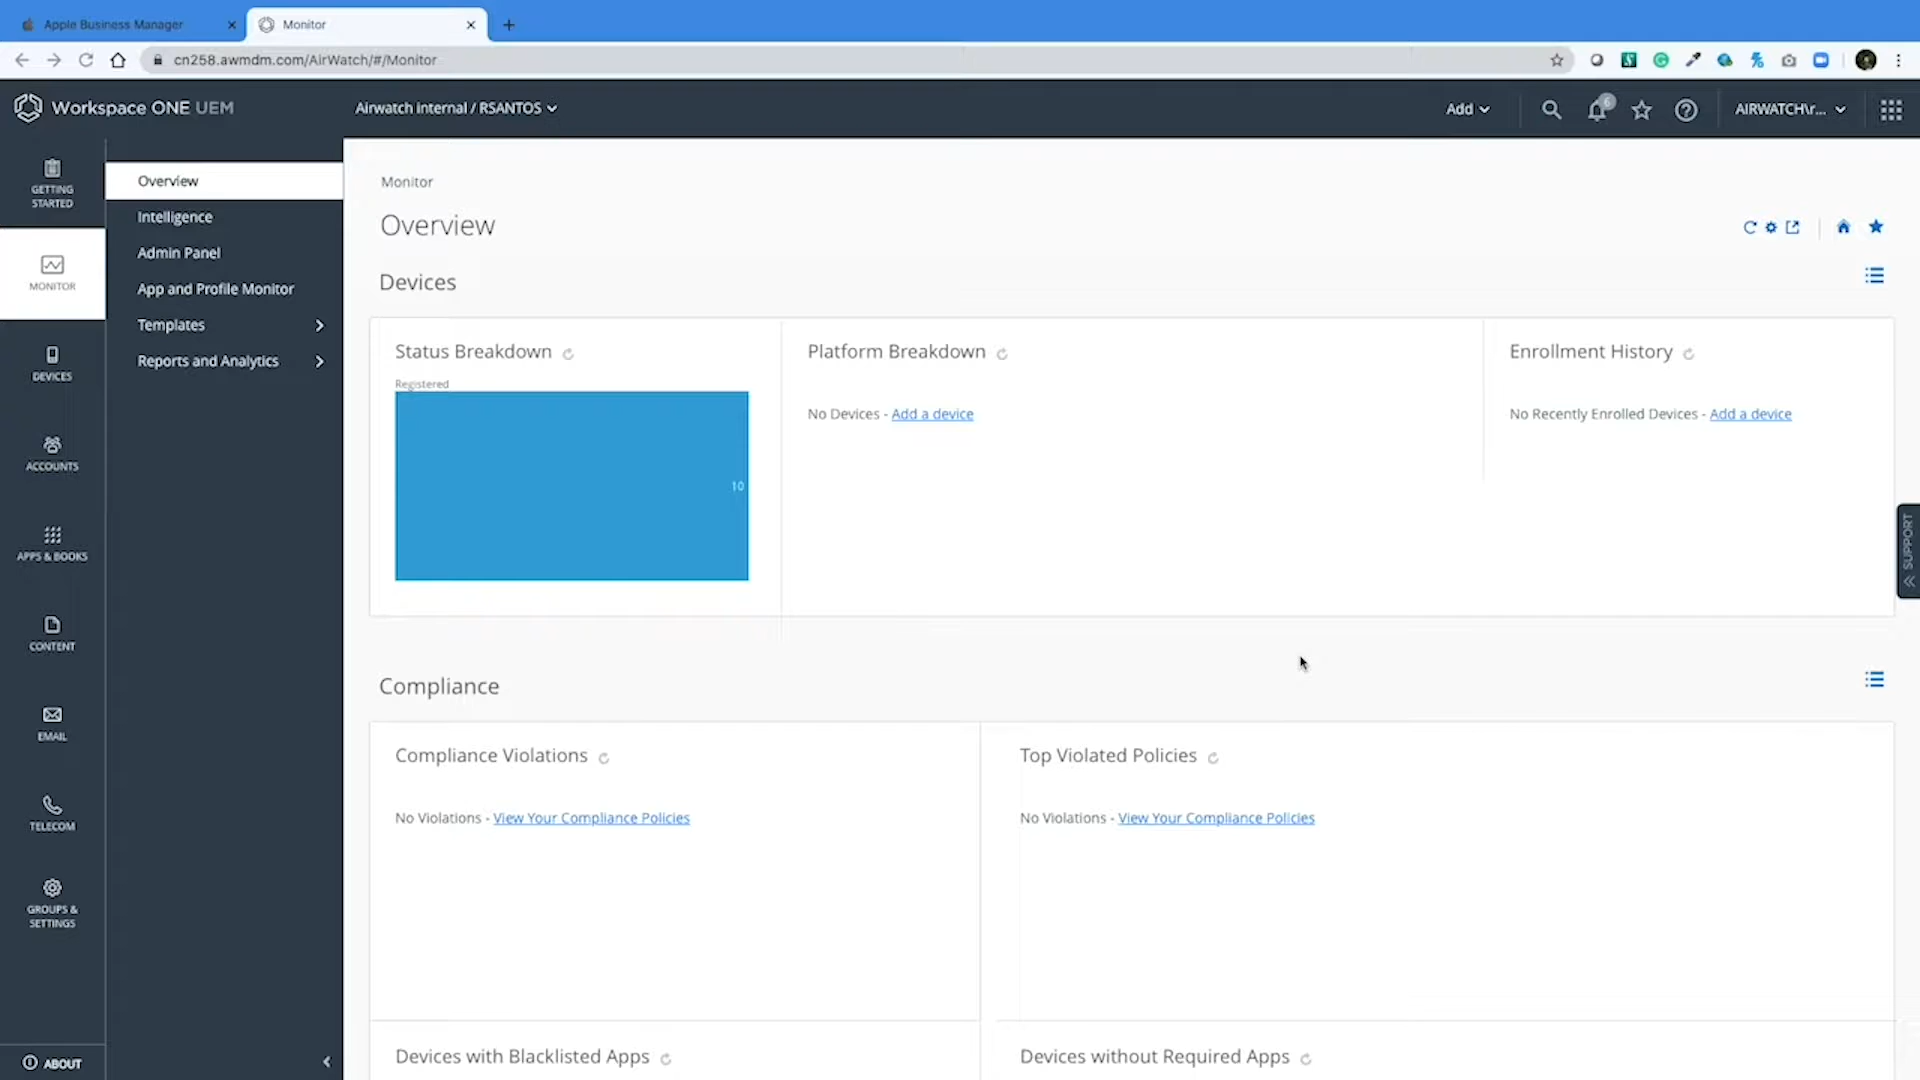 Apple Business Manager
Monitor
cn258.awmdm.com/AirWatch/#/Monitor
Workspace ONE UEM
Airwatch internal / RSANTOS
Add
6
AIRWATCH\r...
GETTING STARTED
MONITOR
DEVICES
ACCOUNTS
APPS & BOOKS
CONTENT
EMAIL
TELECOM
GROUPS & SETTINGS
ABOUT
Overview
Intelligence
Admin Panel
App and Profile Monitor
Templates
Reports and Analytics
Monitor
Overview
Devices
Status Breakdown
Registered
10
Platform Breakdown
No Devices - Add a device
Enrollment History
No Recently Enrolled Devices - Add a device
SUPPORT
Compliance
Compliance Violations
No Violations - View Your Compliance Policies
Top Violated Policies
No Violations - View Your Compliance Policies
Devices with Blacklisted Apps
Devices without Required Apps